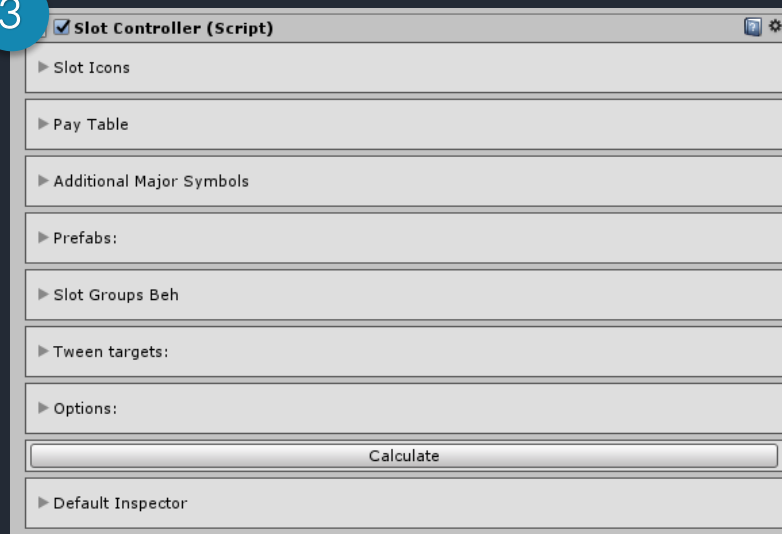 3
Slot Controller (Script)
Slot Icons
Pay Table
Additional Major Symbols
Prefabs:
Slot Groups Beh
Tween targets:
Options:
Calculate
Default Inspector